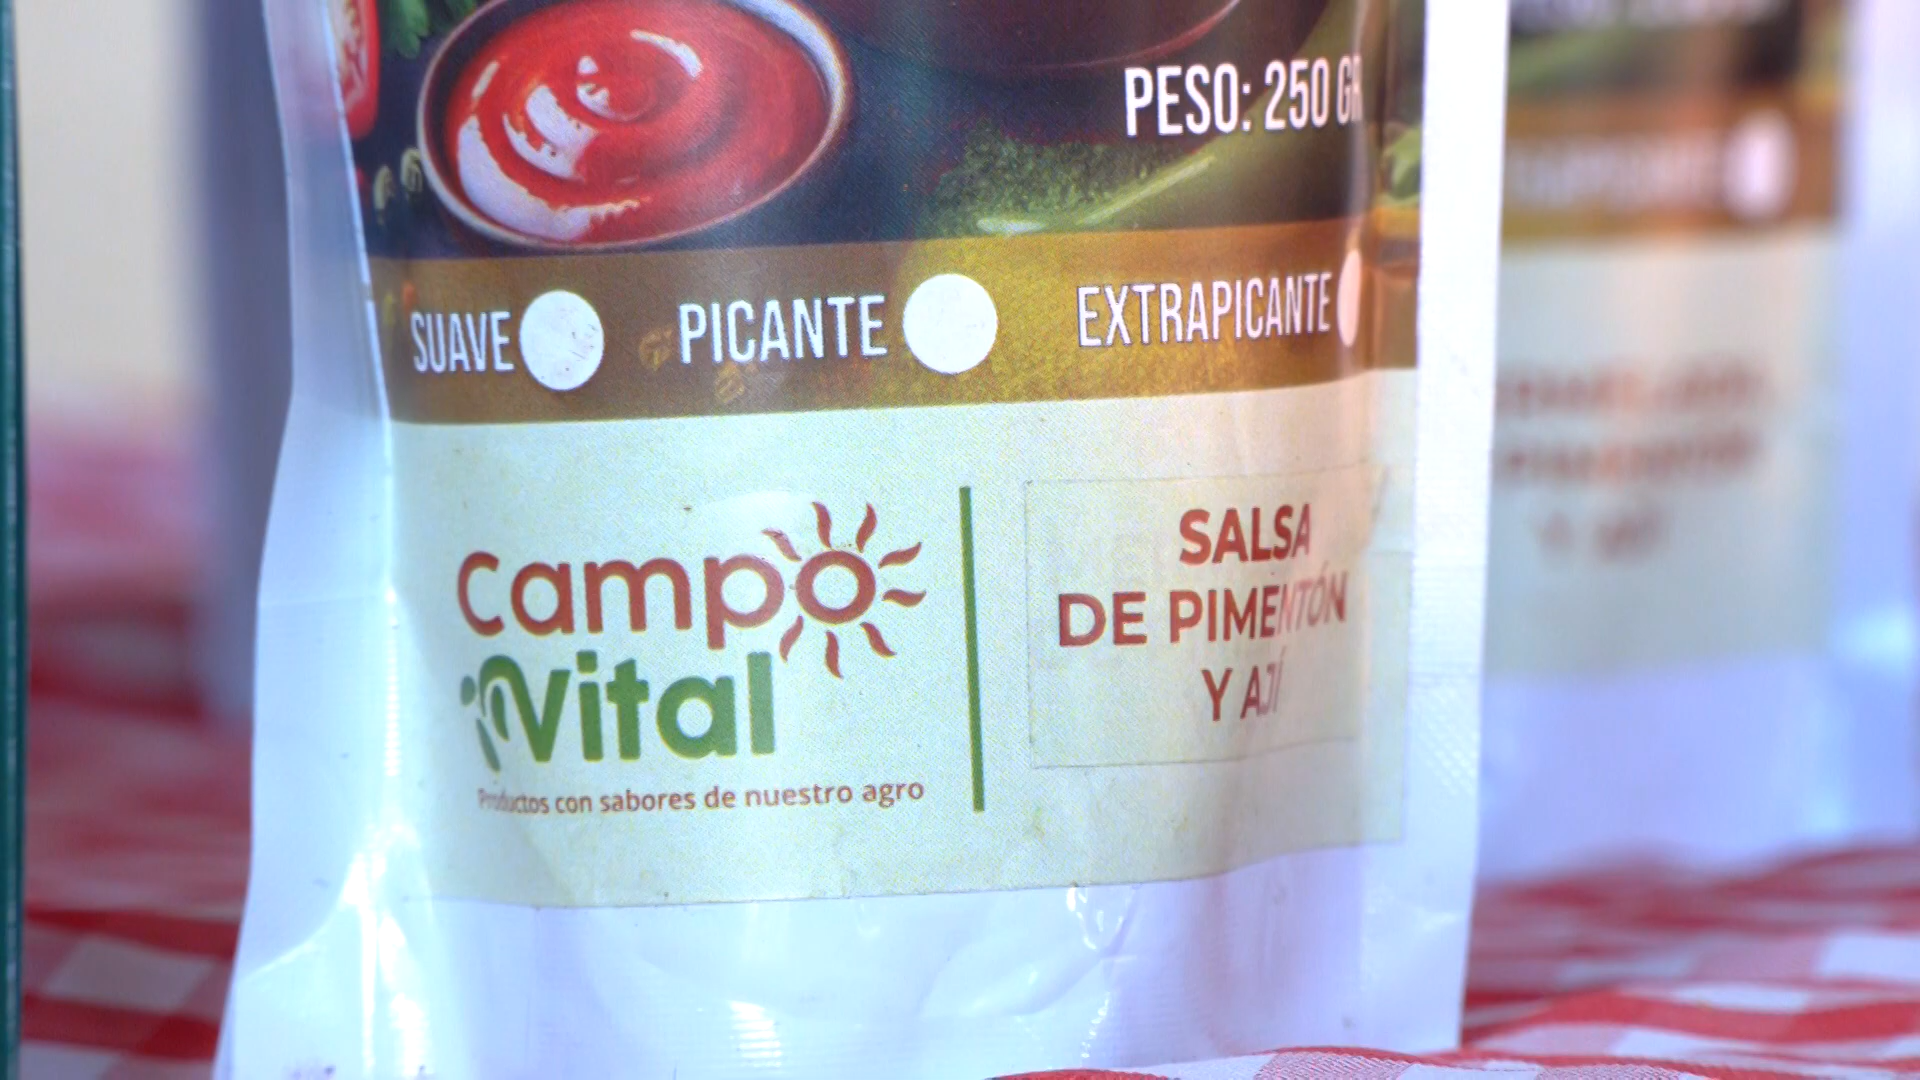 PESO: 250 GR
SUAVE PICANTE EXTRAPICANTE
Campo
Vital
Productos con sabores de nuestro agro
SALSA
DE PIMENTÓN
Y AJÍ